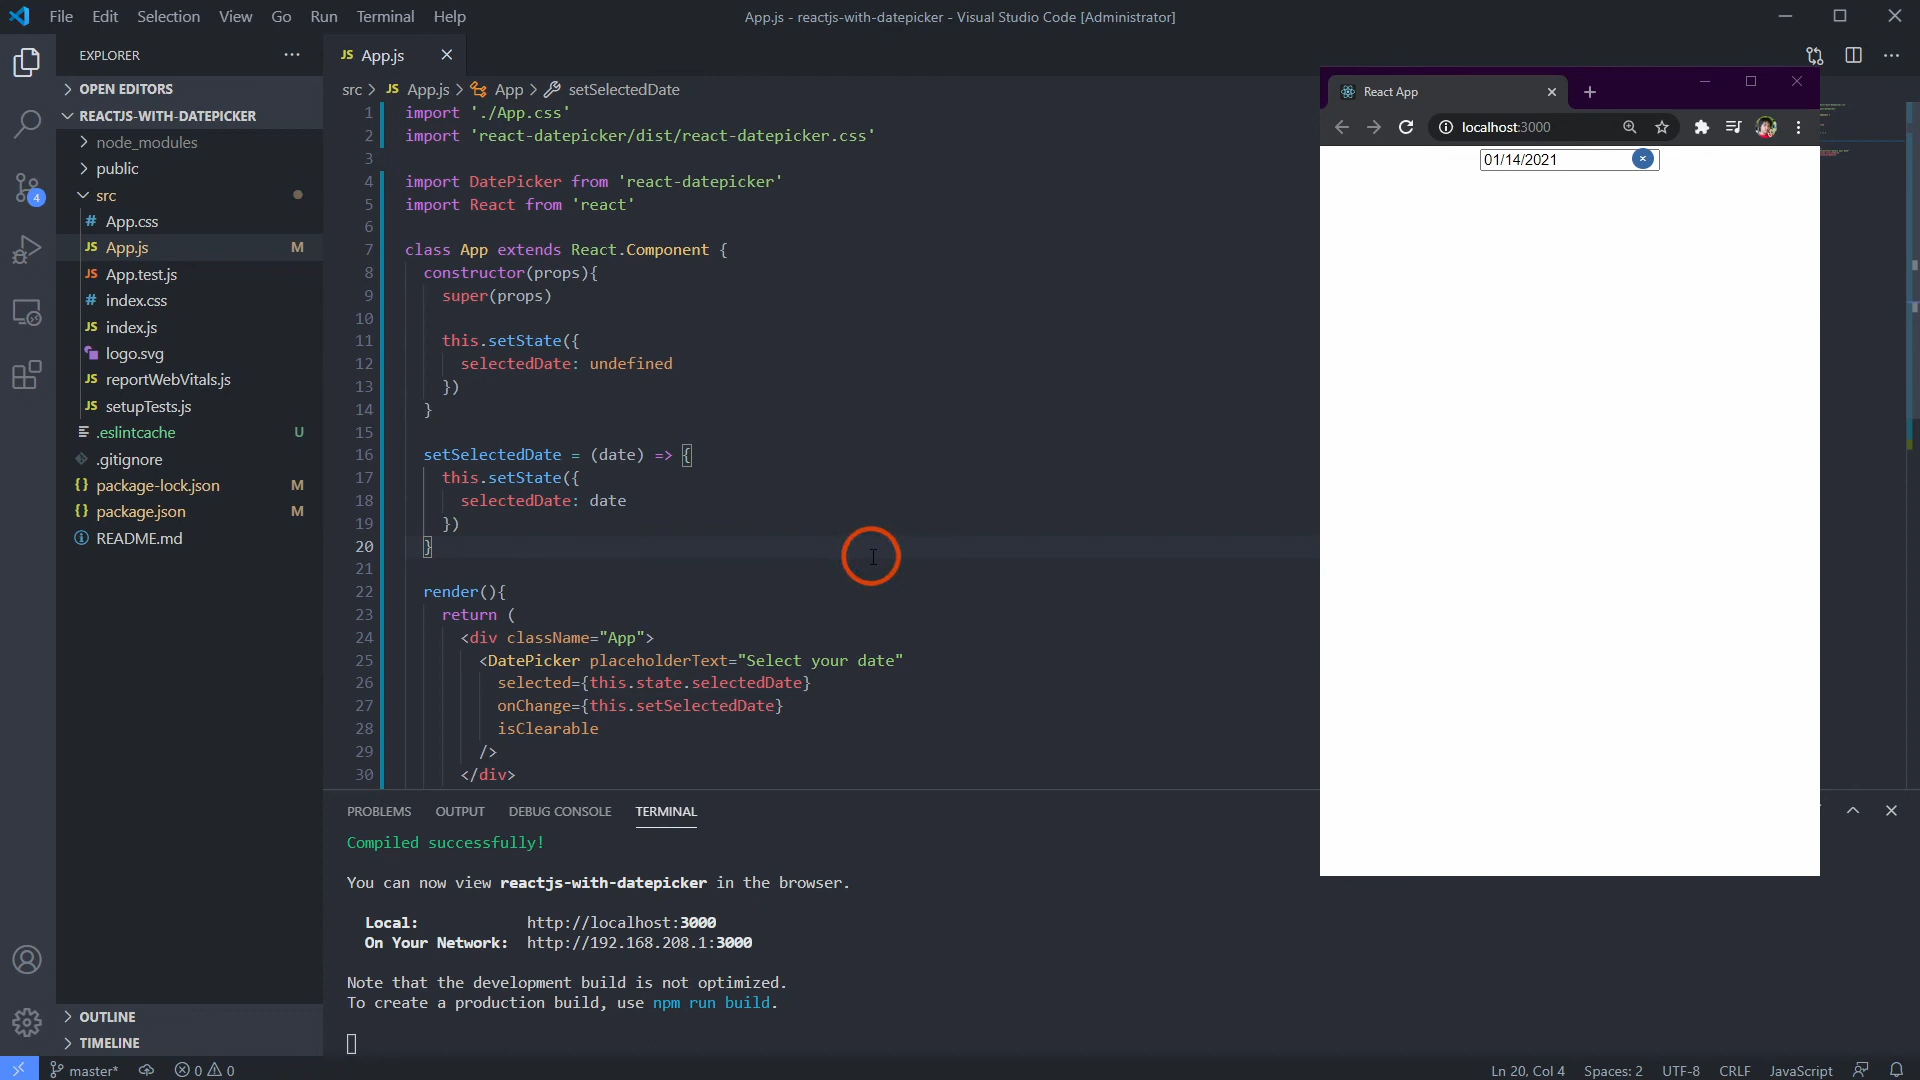 File Edit Selection View Go Run Terminal Help
App.js - reactjs-with-datepicker - Visual Studio Code [Administrator]
EXPLORER
OPEN EDITORS
REACTJS-WITH-DATEPICKER
node_modules
public
src
# App.css
JS App.js M
JS App.test.js
# index.css
JS index.js
logo.svg
JS reportWebVitals.js
JS setupTests.js
.eslintcache U
.gitignore
{} package-lock.json M
{} package.json M
README.md
OUTLINE
TIMELINE
4
JS App.js
src > JS App.js > App > setSelectedDate
1 import './App.css'
2 import 'react-datepicker/dist/react-datepicker.css'
3
4 import DatePicker from 'react-datepicker'
5 import React from 'react'
6
7 class App extends React.Component {
8 constructor(props){
9 super(props)
10
11 this.setState({
12 selectedDate: undefined
13 })
14 }
15
16 setSelectedDate = (date) => {
17 this.setState({
18 selectedDate: date
19 })
20 }
21
22 render(){
23 return (
24 <div className="App">
25 <DatePicker placeholderText="Select your date"
26 selected={this.state.selectedDate}
27 onChange={this.setSelectedDate}
28 isClearable
29 />
30 </div>
React App
localhost:3000
01/14/2021
PROBLEMS OUTPUT DEBUG CONSOLE TERMINAL
Compiled successfully!
You can now view reactjs-with-datepicker in the browser.
Local: http://localhost:3000
On Your Network: http://192.168.208.1:3000
Note that the development build is not optimized.
To create a production build, use npm run build.
master* 0 0
Ln 20, Col 4 Spaces: 2 UTF-8 CRLF JavaScript